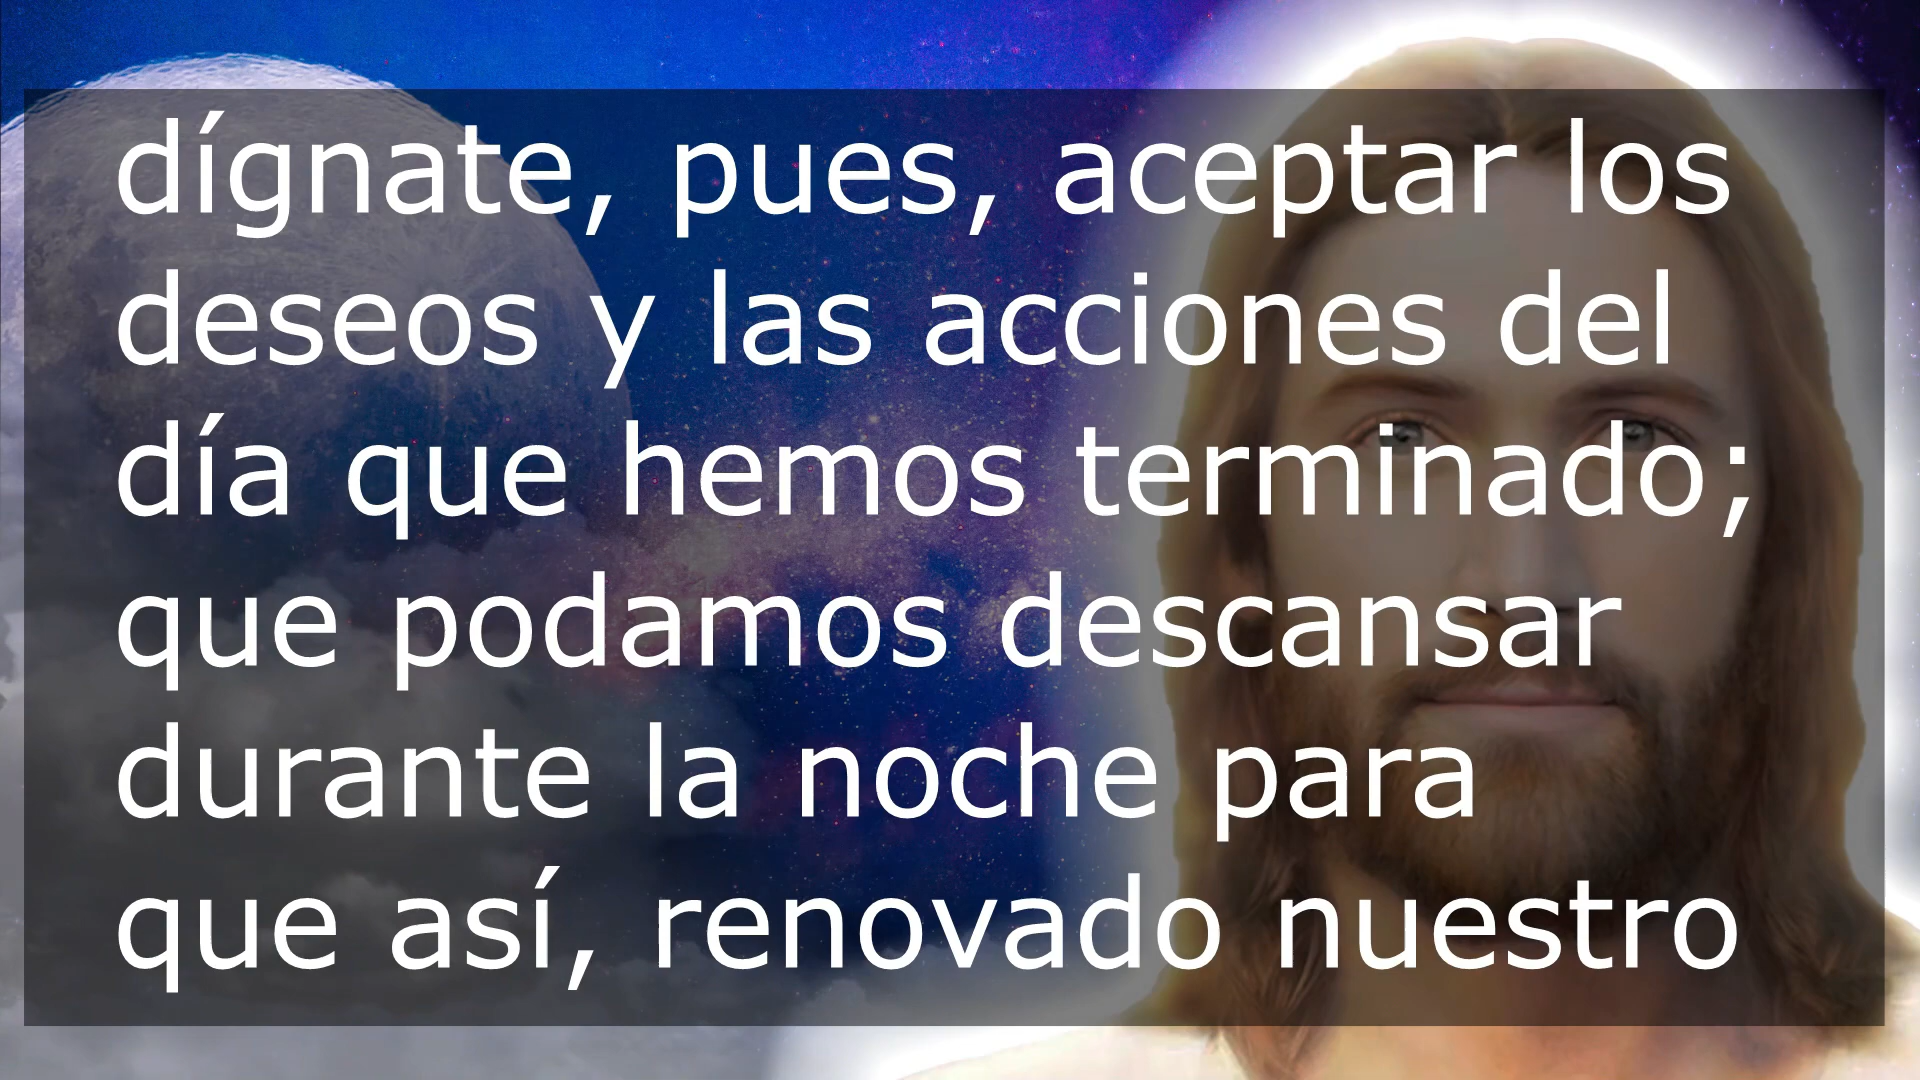 dígnate, pues, aceptar los
deseos y las acciones del
día que hemos terminado;
que podamos descansar
durante la noche para
que así, renovado nuestro